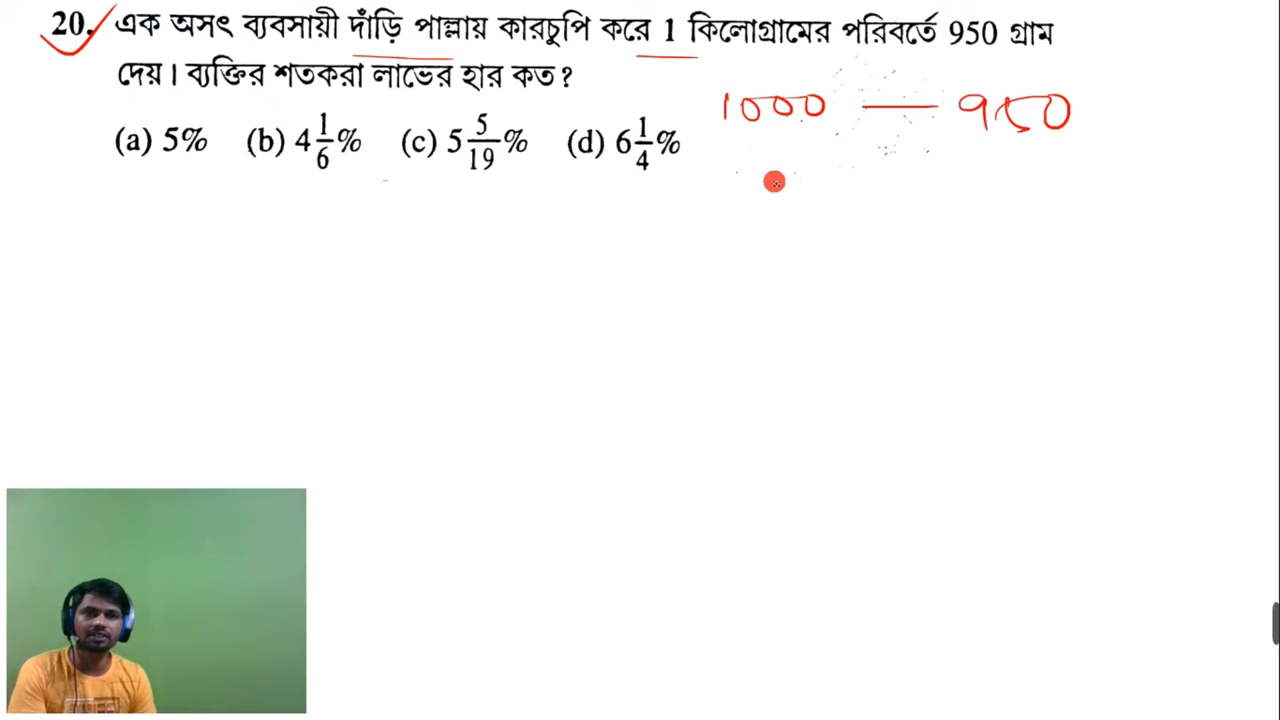 20. এক অসৎ ব্যবসায়ী দাঁড়ি পাল্লায় কারচুপি করে 1 কিলোগ্রামের পরিবর্তে 950 গ্রাম
দেয়। ব্যক্তির শতকরা লাভের হার কত?
1000 — 950
(a) 5% (b) 4 1/6% (c) 5 5/19% (d) 6 1/4%